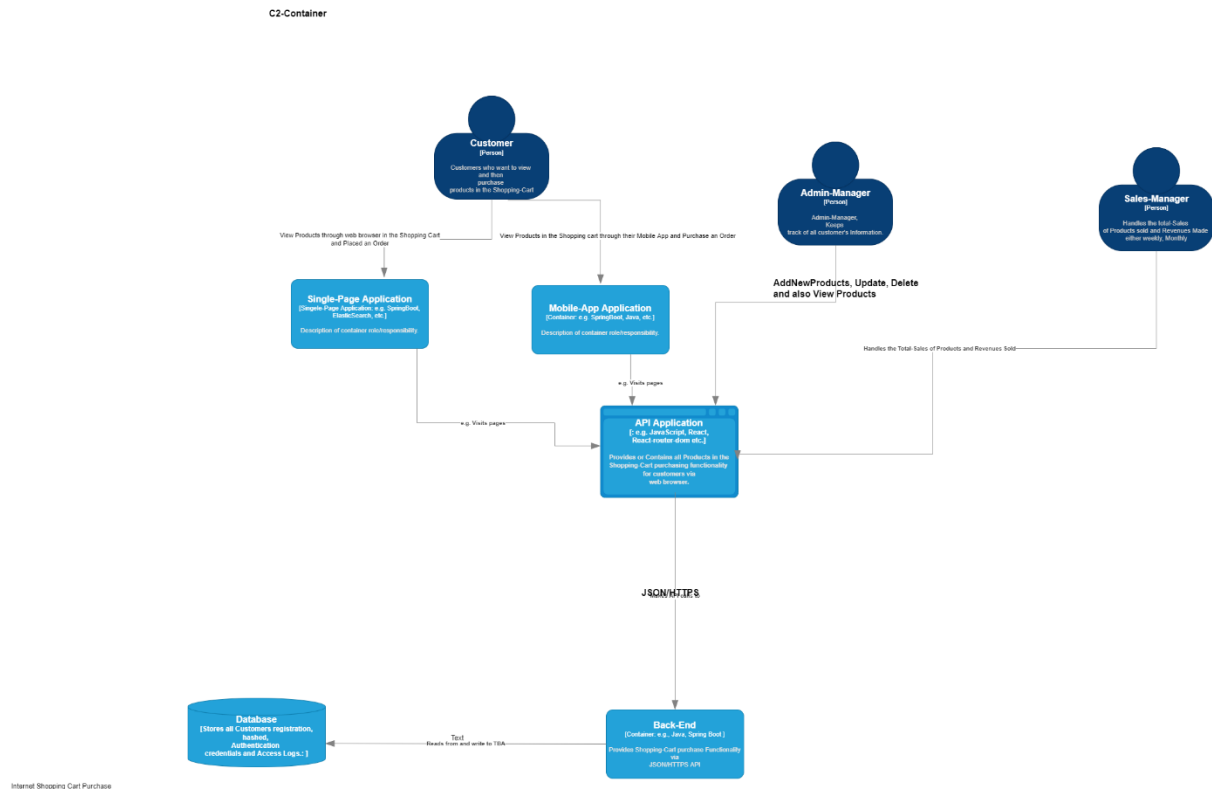 C2-Container
Customer
[Person]
Customers who want to view
and then
purchase
products in the Shopping-Cart
Admin-Manager
[Person]
Admin-Manager,
Keeps
track of all customer's Information
Sales-Manager
[Person]
Handles the total-Sales
of Products sold and Revenues Made
either weekly, Monthly
View Products through web browser in the Shopping Cart
and Placed an Order
View Products in the Shopping cart through their Mobile App and Purchase an Order
AddNewProducts, Update, Delete
and also View Products
Handles the Total-Sales of Products and Revenues Sold
Single-Page Application
[Singele-Page Application: e.g. SpringBoot,
ElasticSearch, etc.]
Description of container role/responsibility.
Mobile-App Application
[Container: e.g. SpringBoot, Java, etc.]
Description of container role/responsibility.
e.g. Visits pages
e.g. Visits pages
API Application
[: e.g. JavaScript, React,
React-router-dom etc.]
Provides or Contains all Products in the
Shopping-Cart purchasing functionality
for customers via
web browser.
JSON/HTTPS
Database
[Stores all Customers registration,
hashed,
Authentication
credentials and Access Logs.: ]
Text
Reads from and write to TBA
Back-End
[Container: e.g., Java, Spring Boot ]
Provides Shopping-Cart purchase Functionality
via
JSON/HTTPS API
Internet Shopping Cart Purchase